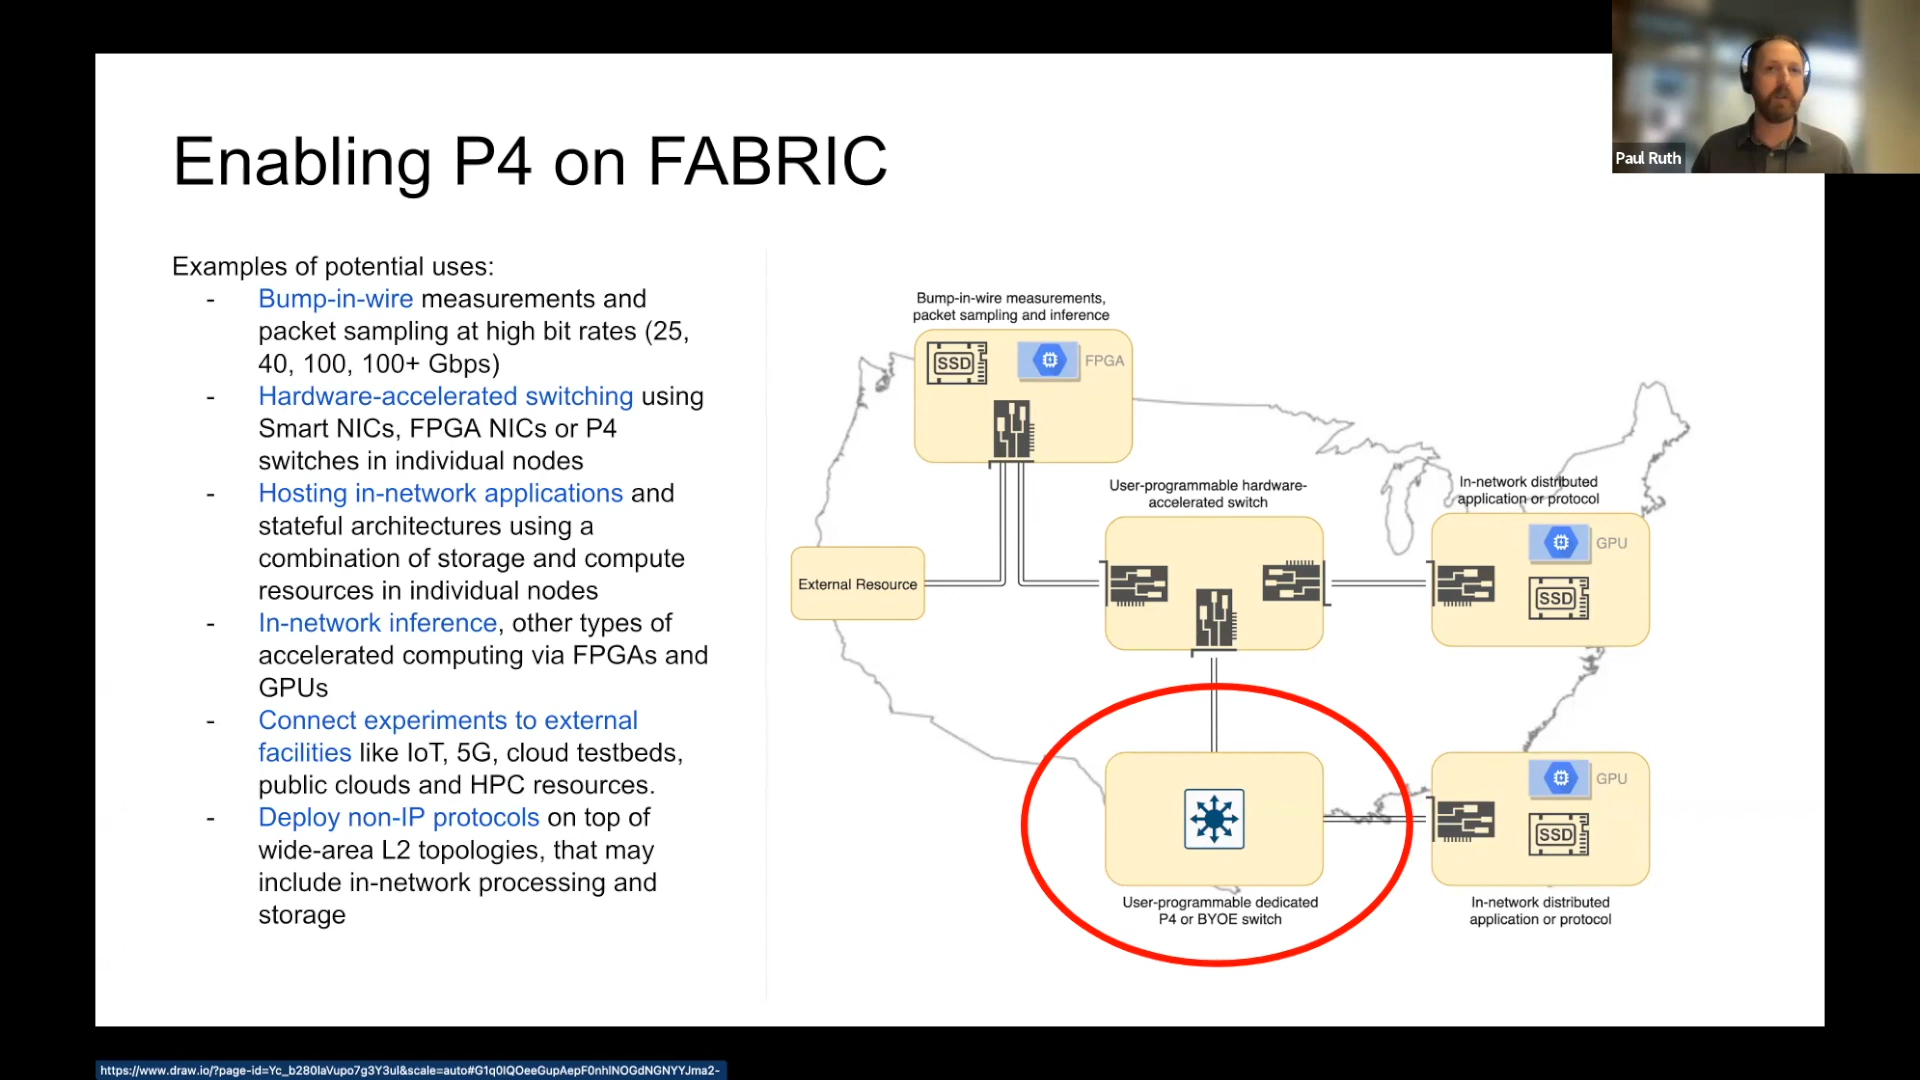 Paul Ruth
Enabling P4 on FABRIC
Examples of potential uses:
- Bump-in-wire measurements and
packet sampling at high bit rates (25,
40, 100, 100+ Gbps)
- Hardware-accelerated switching using
Smart NICs, FPGA NICs or P4
switches in individual nodes
- Hosting in-network applications and
stateful architectures using a
combination of storage and compute
resources in individual nodes
- In-network inference, other types of
accelerated computing via FPGAs and
GPUs
- Connect experiments to external
facilities like IoT, 5G, cloud testbeds,
public clouds and HPC resources.
- Deploy non-IP protocols on top of
wide-area L2 topologies, that may
include in-network processing and
storage
Bump-in-wire measurements,
packet sampling and inference
SSD
FPGA
User-programmable hardware-
accelerated switch
In-network distributed
application or protocol
GPU
SSD
External Resource
User-programmable dedicated
P4 or BYOE switch
GPU
SSD
In-network distributed
application or protocol